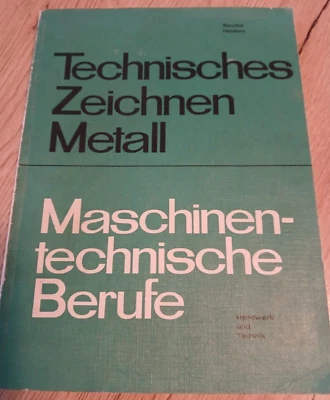 Technisches
Zeichnen
Metall
Maschinen-
technische
Berufe
Handwerk
und
Technik